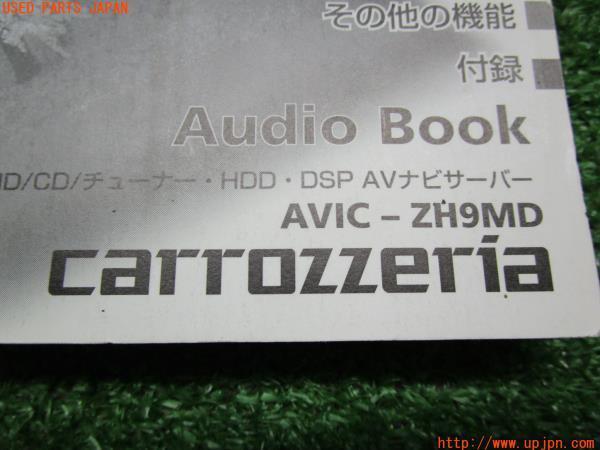 USED PARTS JAPAN
その他の機能
付録
Audio Book
/CD/チューナー・HDD・DSP AVナビサーバー
AVIC － ZH9MD
carrozzeria
http://www.upjpn.com